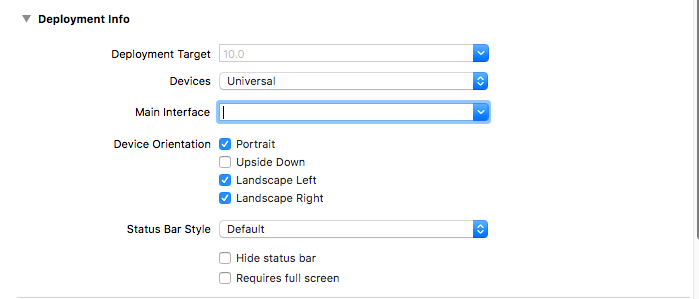 Deployment Info
Deployment Target 10.0
Devices Universal
Main Interface
Device Orientation Portrait
Upside Down
Landscape Left
Landscape Right
Status Bar Style Default
Hide status bar
Requires full screen